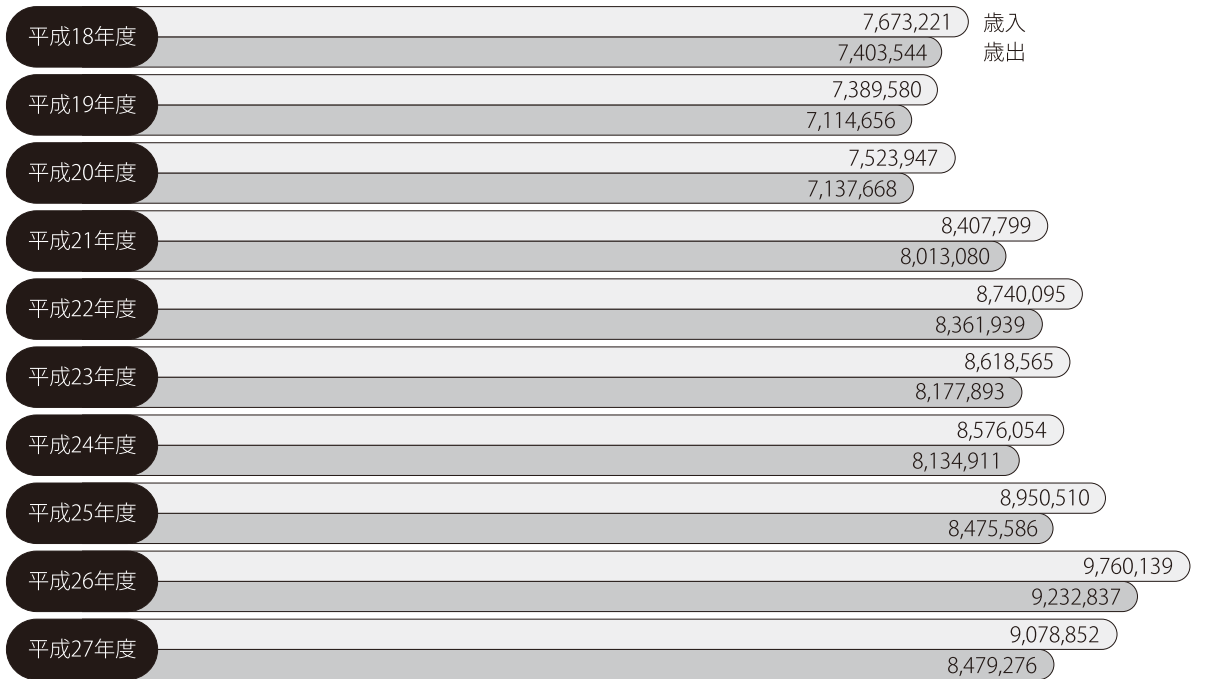 7,673,221 歳入
平成18年度
7,403,544 歳出
7,389,580
平成19年度
7,114,656
7,523,947
平成20年度
7,137,668
8,407,799
平成21年度
8,013,080
8,740,095
平成22年度
8,361,939
8,618,565
平成23年度
8,177,893
8,576,054
平成24年度
8,134,911
8,950,510
平成25年度
8,475,586
9,760,139
平成26年度
9,232,837
9,078,852
平成27年度
8,479,276